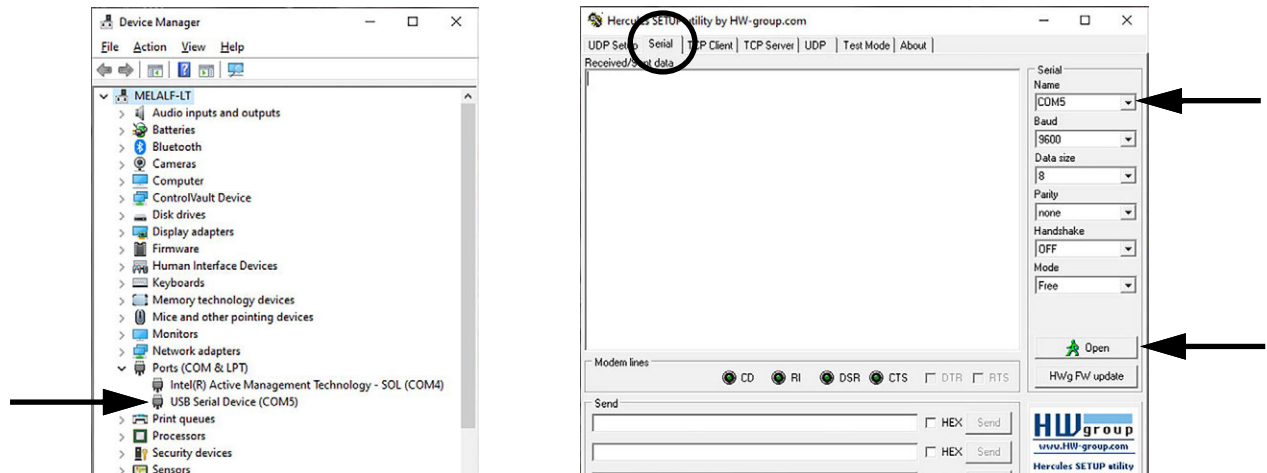 Device Manager
File Action View Help
MELALF-LT
Audio inputs and outputs
Batteries
Bluetooth
Cameras
Computer
ControlVault Device
Disk drives
Display adapters
Firmware
Human Interface Devices
Keyboards
Memory technology devices
Mice and other pointing devices
Monitors
Network adapters
Ports (COM & LPT)
Intel(R) Active Management Technology - SOL (COM4)
USB Serial Device (COM5)
Print queues
Processors
Security devices
Sensors
Hercules SETUP utility by HW-group.com
UDP Setup Serial TCP Client TCP Server UDP Test Mode About
Received/Sent data
Serial
Name
COM5
Baud
9600
Data size
8
Parity
none
Handshake
OFF
Mode
Free
Open
HWg FW update
Modem lines
CD RI DSR CTS DTR RTS
Send
HEX Send
HEX Send
HW group
www.HW-group.com
Hercules SETUP utility